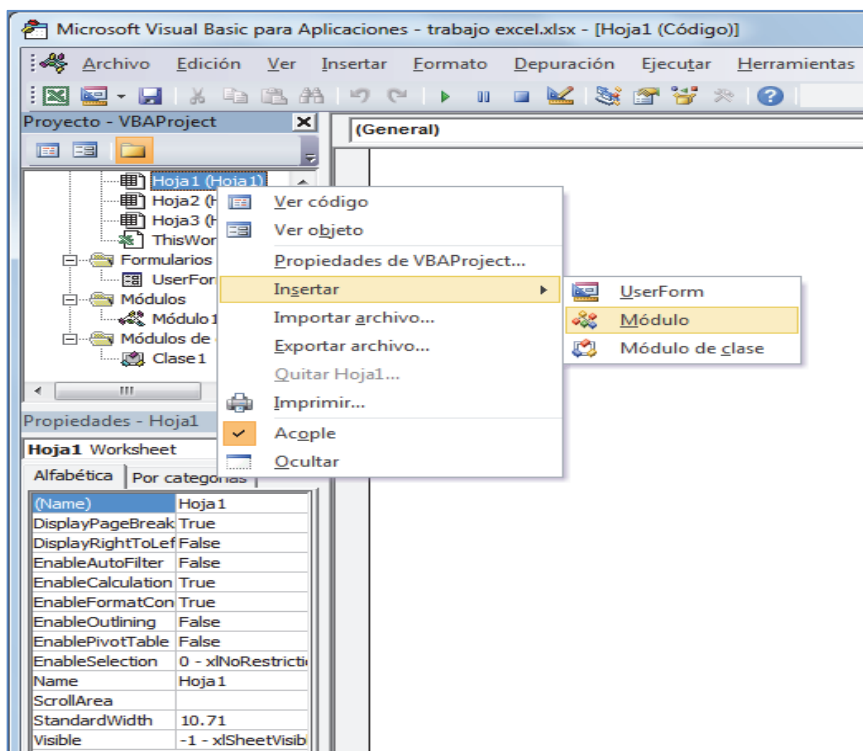 Microsoft Visual Basic para Aplicaciones - trabajo excel.xlsx - [Hoja1 (Código)]
Archivo Edición Ver Insertar Formato Depuración Ejecutar Herramientas
Proyecto - VBAProject
(General)
Hoja1 (Hoja1)
Hoja2 (H
Hoja3 (H
ThisWor
Formularios
UserFor
Módulos
Módulo1
Módulos de
Clase1
Ver código
Ver objeto
Propiedades de VBAProject...
Insertar
Importar archivo...
Exportar archivo...
Quitar Hoja1...
Imprimir...
Acople
Ocultar
UserForm
Módulo
Módulo de clase
Propiedades - Hoja1
Hoja1 Worksheet
Alfabética Por categorías
(Name) Hoja1
DisplayPageBreak True
DisplayRightToLef False
EnableAutoFilter False
EnableCalculation True
EnableFormatCon True
EnableOutlining False
EnablePivotTable False
EnableSelection 0 - xlNoRestricti
Name Hoja1
ScrollArea
StandardWidth 10.71
Visible -1 - xlSheetVisib